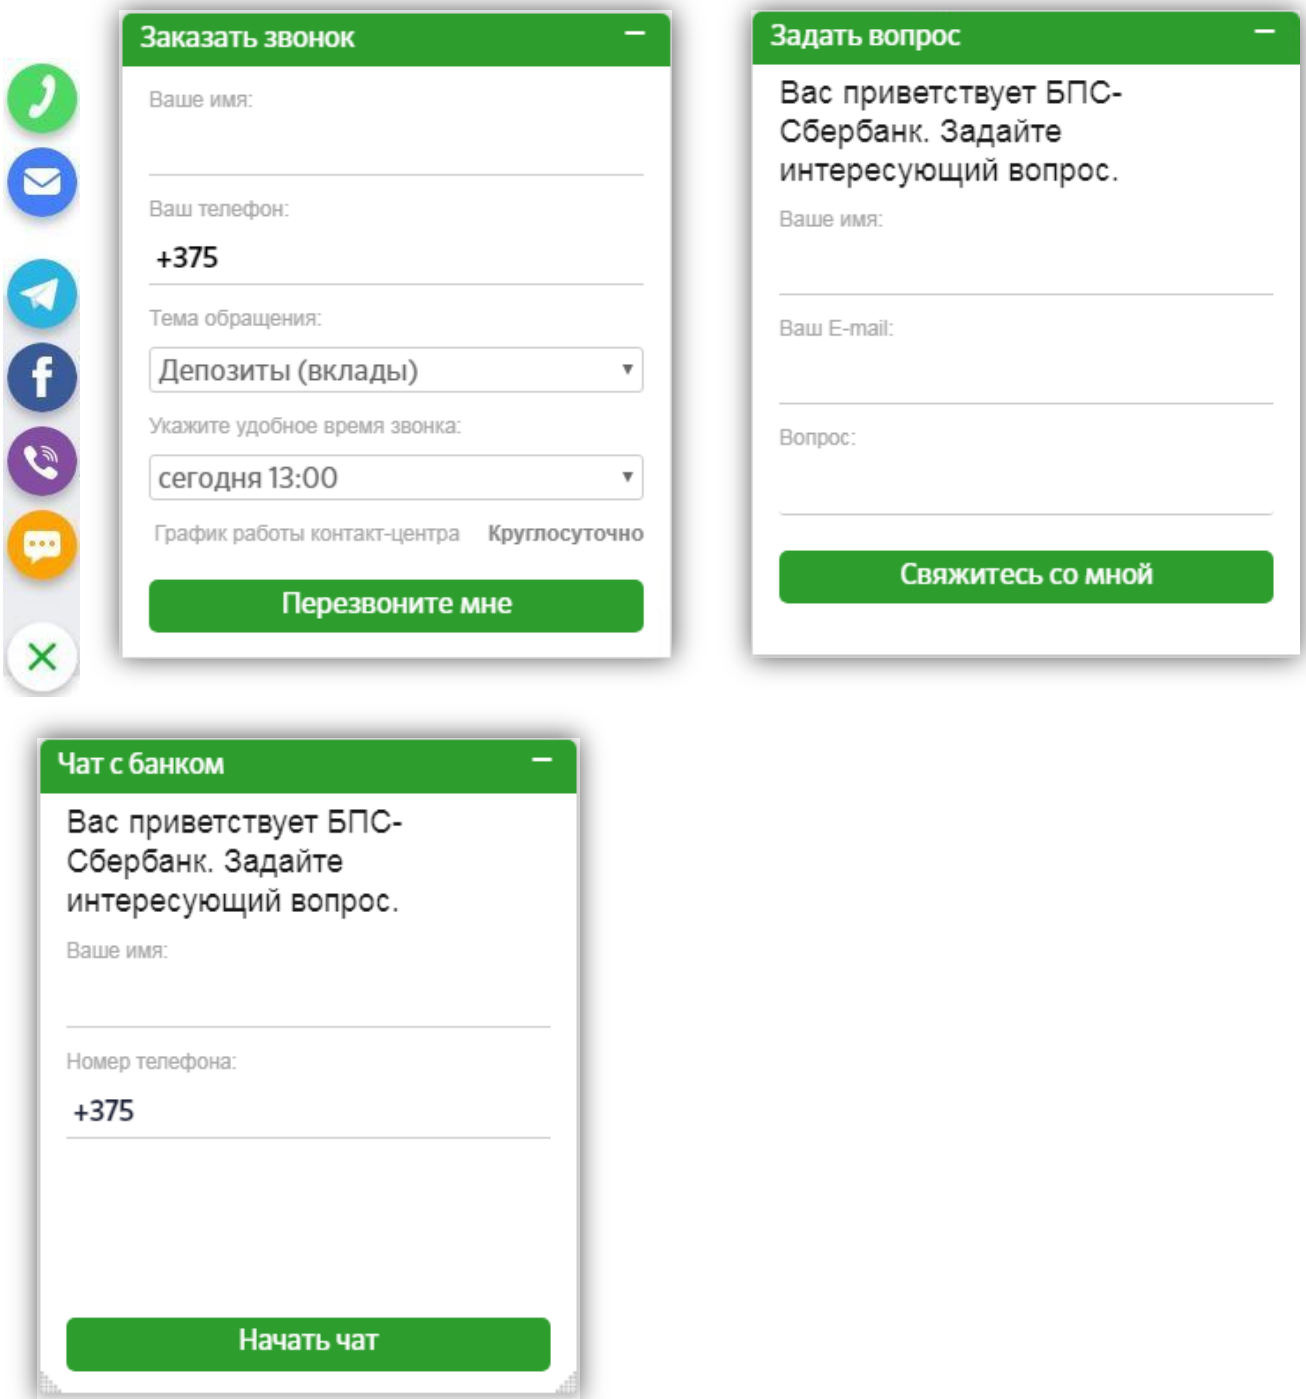 Заказать звонок
Ваше имя:
Ваш телефон:
+375
Тема обращения:
Депозиты (вклады)
Укажите удобное время звонка:
сегодня 13:00
График работы контакт-центра Круглосуточно
Перезвоните мне
Задать вопрос
Вас приветствует БПС-
Сбербанк. Задайте
интересующий вопрос.
Ваше имя:
Ваш E-mail:
Вопрос:
Свяжитесь со мной
Чат с банком
Вас приветствует БПС-
Сбербанк. Задайте
интересующий вопрос.
Ваше имя:
Номер телефона:
+375
Начать чат